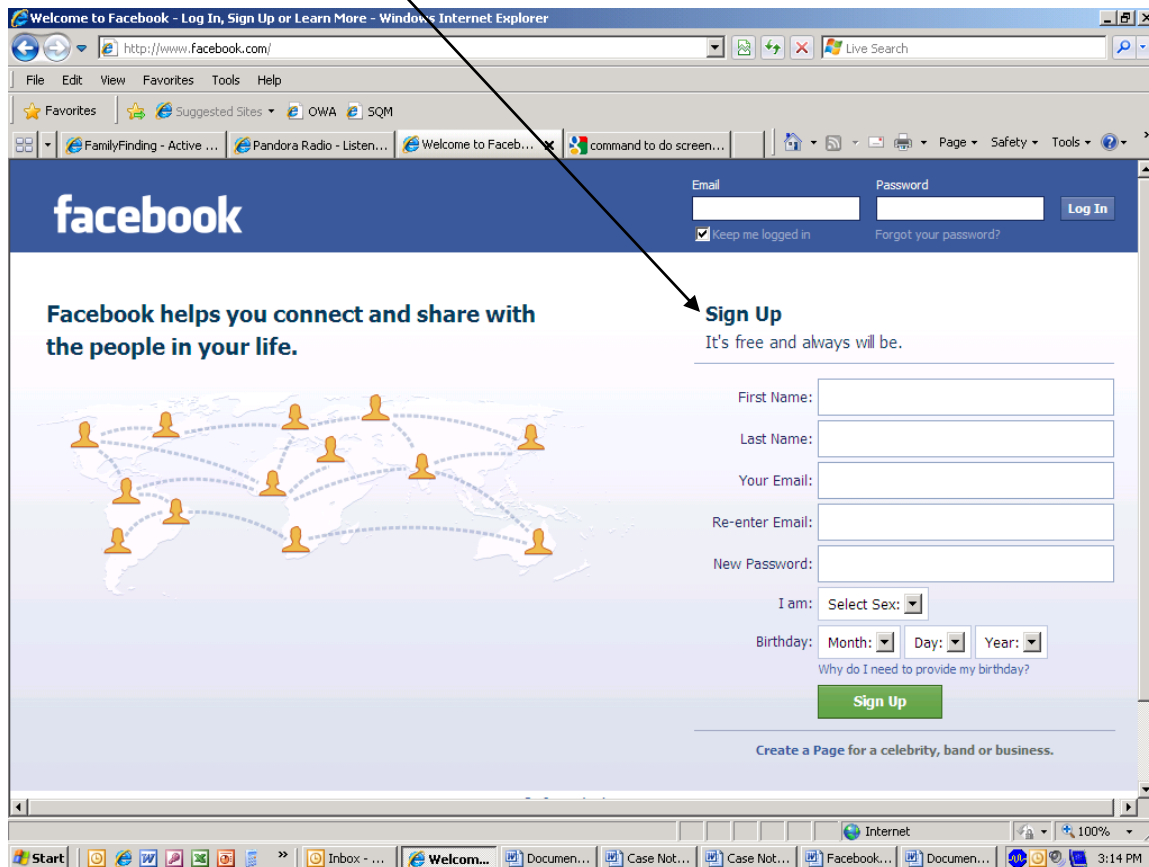 Welcome to Facebook - Log In, Sign Up or Learn More - Windows Internet Explorer
http://www.facebook.com/
Live Search
File Edit View Favorites Tools Help
Favorites Suggested Sites OWA SQM
FamilyFinding - Active ... Pandora Radio - Listen... Welcome to Faceb... command to do screen... Page Safety Tools
Email Password
facebook
Log In
Keep me logged in Forgot your password?
Facebook helps you connect and share with
the people in your life.
Sign Up
It's free and always will be.
First Name:
Last Name:
Your Email:
Re-enter Email:
New Password:
I am: Select Sex:
Birthday: Month: Day: Year:
Why do I need to provide my birthday?
Sign Up
Create a Page for a celebrity, band or business.
Internet 100%
Start Inbox - ... Welcom... Documen... Case Not... Case Not... Facebook... Documen... 3:14 PM